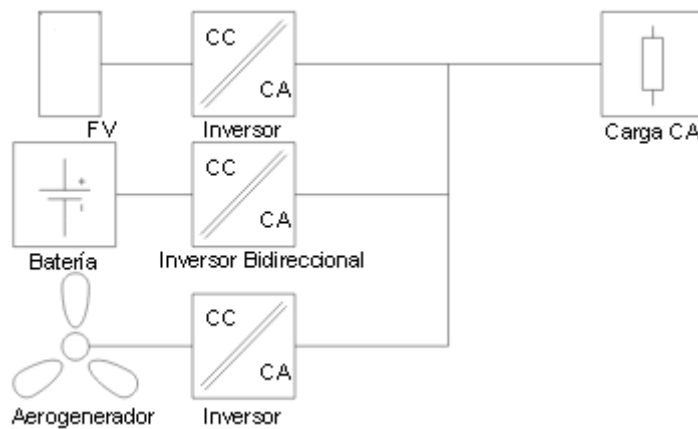 CC
CA
FV
Inversor
Carga CA
CC
CA
Batería
Inversor Bidireccional
CC
CA
Aerogenerador
Inversor